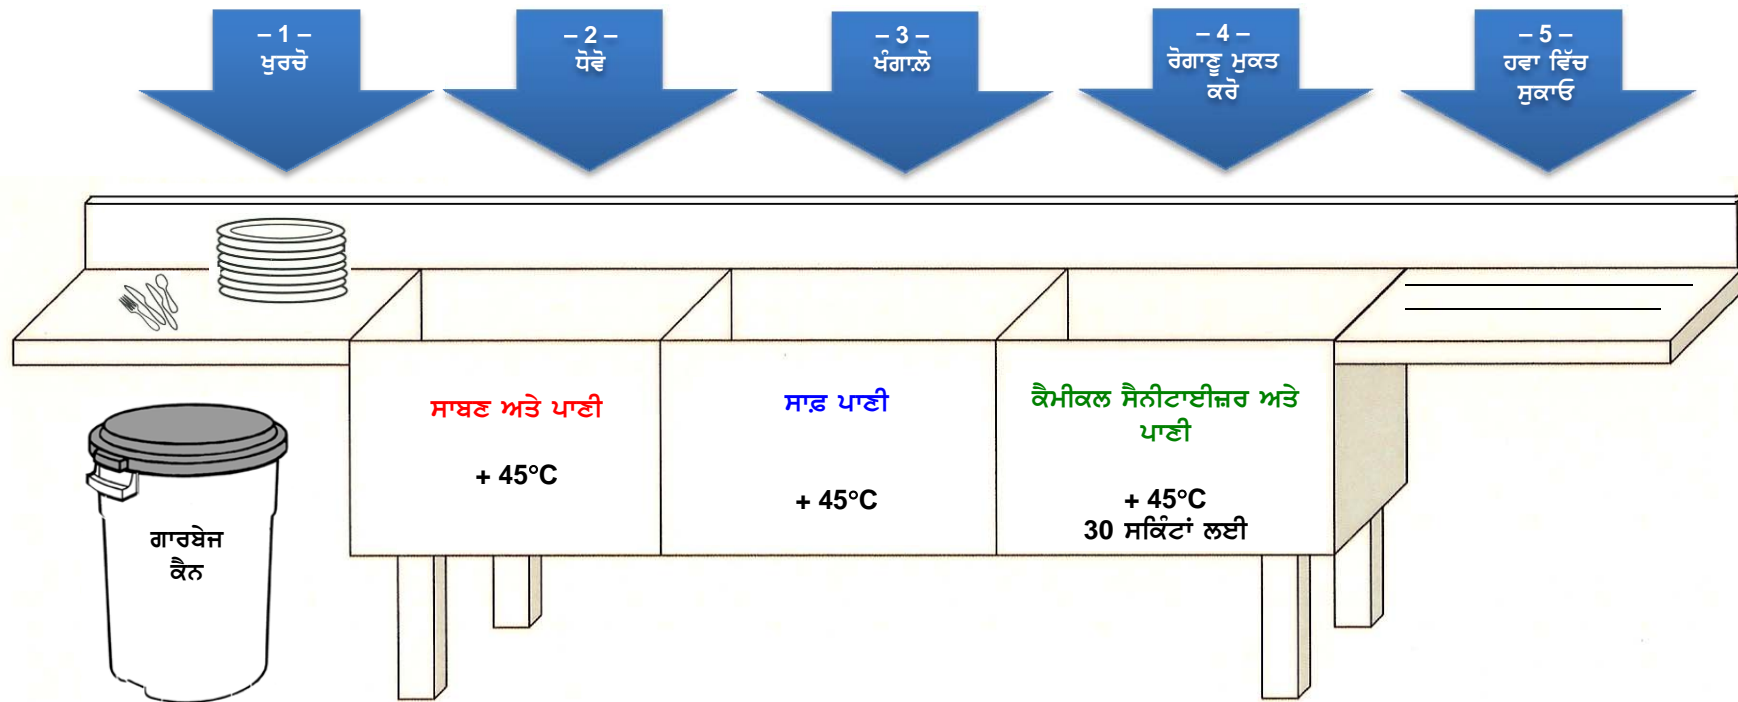 – 1 –
ਖੁਰਚੋ
– 2 –
ਧੋਵੋ
– 3 –
ਖੰਗਾਲੋ਼
– 4 –
ਰੋਗਾਣੂ ਮੁਕਤ
ਕਰੋ
– 5 –
ਹਵਾ ਵਿੱਚ
ਸੁਕਾਓ
ਸਾਬਣ ਅਤੇ ਪਾਣੀ
+ 45°C
ਸਾਫ਼ ਪਾਣੀ
+ 45°C
ਕੈਮੀਕਲ ਸੈਨੀਟਾਈਜ਼ਰ ਅਤੇ
ਪਾਣੀ
+ 45°C
30 ਸਕਿੰਟਾਂ ਲਈ
ਗਾਰਬੇਜ
ਕੈਨ